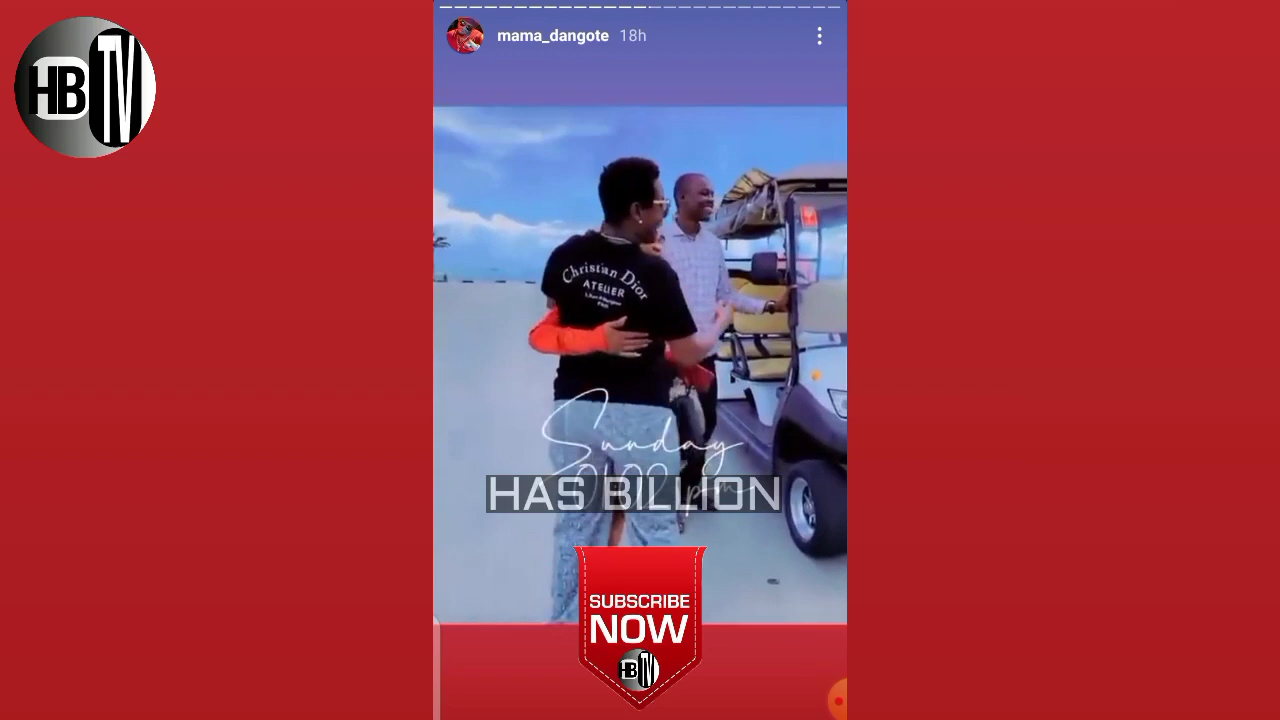 HB TV
mama_dangote 18h
Christian Dior
ATELIER
Sunday
HAS BILLION
SUBSCRIBE
NOW
HB TV